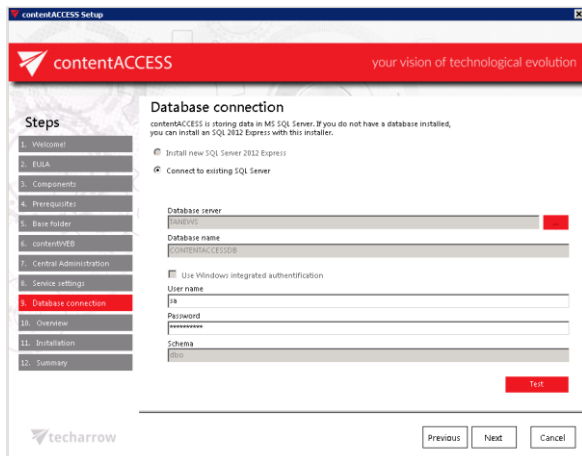 contentACCESS Setup
contentACCESS
your vision of technological evolution
Steps
1. Welcome!
2. EULA
3. Components
4. Prerequisites
5. Base folder
6. contentWEB
7. Central Administration
8. Service settings
9. Database connection
10. Overview
11. Installation
12. Summary
Database connection
contentACCESS is storing data in MS SQL Server. If you do not have a database installed,
you can install an SQL 2012 Express with this installer.
Install new SQL Server 2012 Express
Connect to existing SQL Server
Database server
TANEWS
...
Database name
CONTENTACCESSDB
Use Windows integrated authentification
User name
sa
Password
**********
Schema
dbo
Test
techarrow
Previous
Next
Cancel